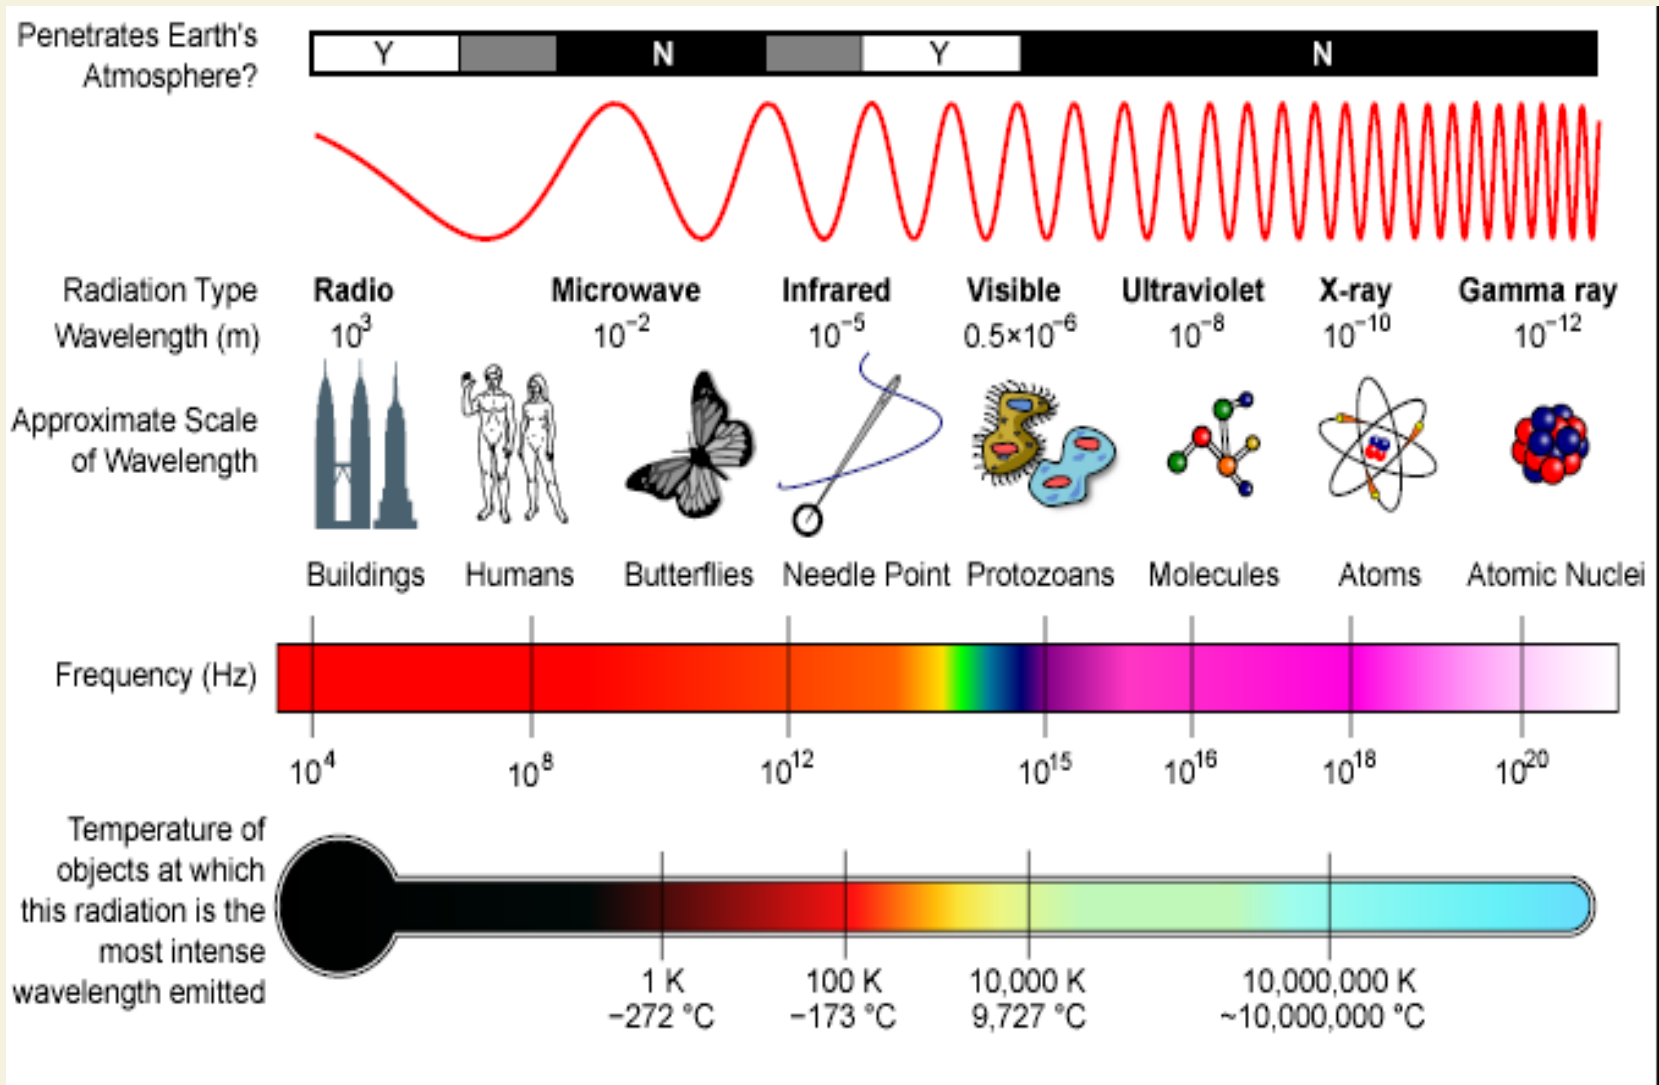 Penetrates Earth's
Atmosphere?
Y N Y N
Radiation Type Radio Microwave Infrared Visible Ultraviolet X-ray Gamma ray
Wavelength (m) 10³ 10⁻² 10⁻⁵ 0.5×10⁻⁶ 10⁻⁸ 10⁻¹⁰ 10⁻¹²
Approximate Scale
of Wavelength
Buildings Humans Butterflies Needle Point Protozoans Molecules Atoms Atomic Nuclei
Frequency (Hz)
10⁴ 10⁸ 10¹² 10¹⁵ 10¹⁶ 10¹⁸ 10²⁰
Temperature of
objects at which
this radiation is the
most intense
wavelength emitted
1 K 100 K 10,000 K 10,000,000 K
−272 °C −173 °C 9,727 °C ~10,000,000 °C